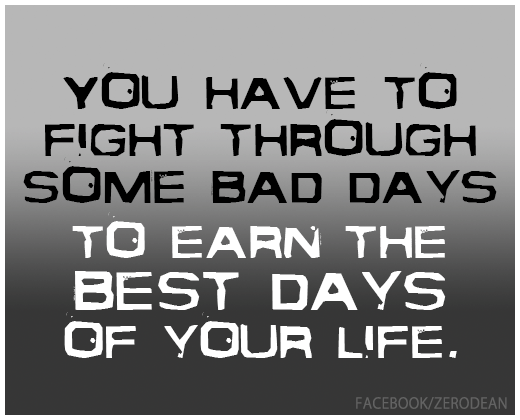 YOU HAVE TO
FIGHT THROUGH
SOME BAD DAYS
TO EARN THE
BEST DAYS
OF YOUR LIFE.
FACEBOOK/ZERODEAN